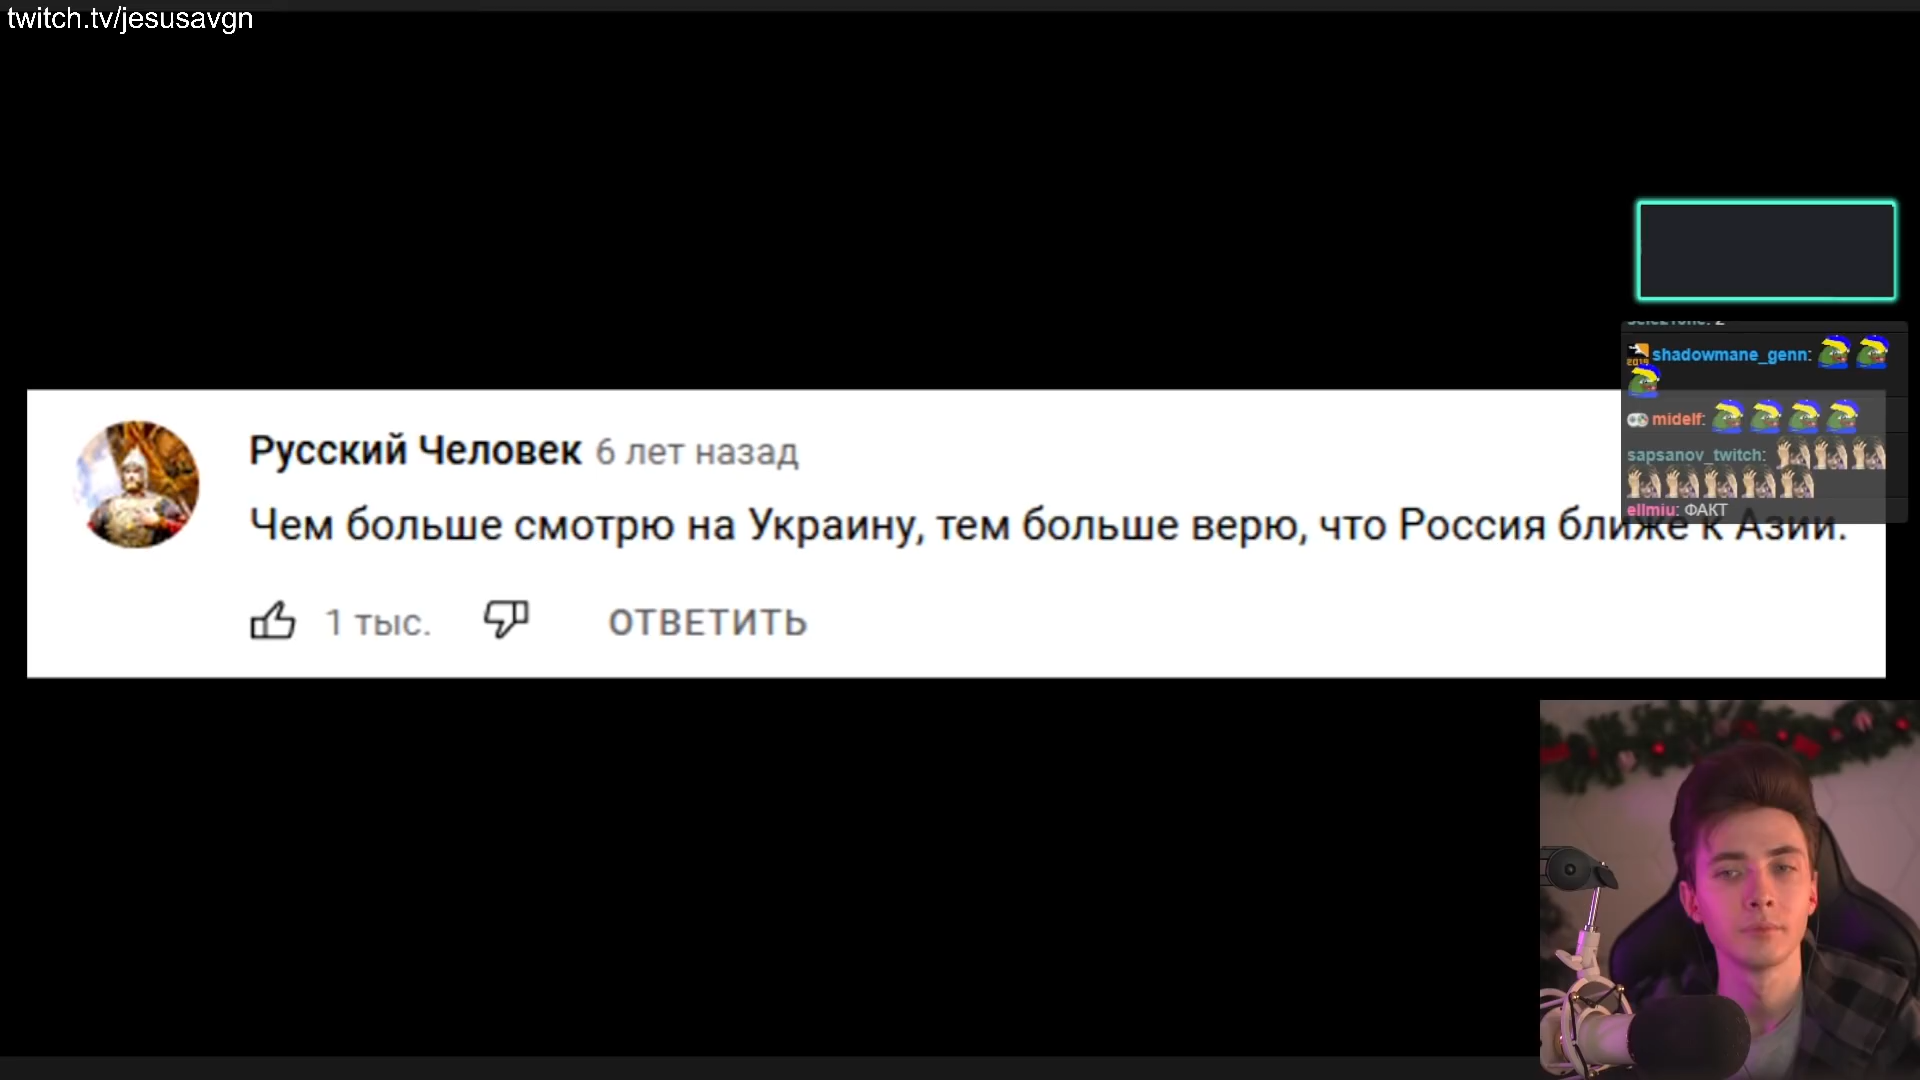 twitch.tv/jesusavgn
shadowmane_genn:
midelf:
sapsanov_twitch:
ellmiu: ФАКТ
Русский Человек 6 лет назад
Чем больше смотрю на Украину, тем больше верю, что Россия ближе к Азии.
1 тыс. ОТВЕТИТЬ